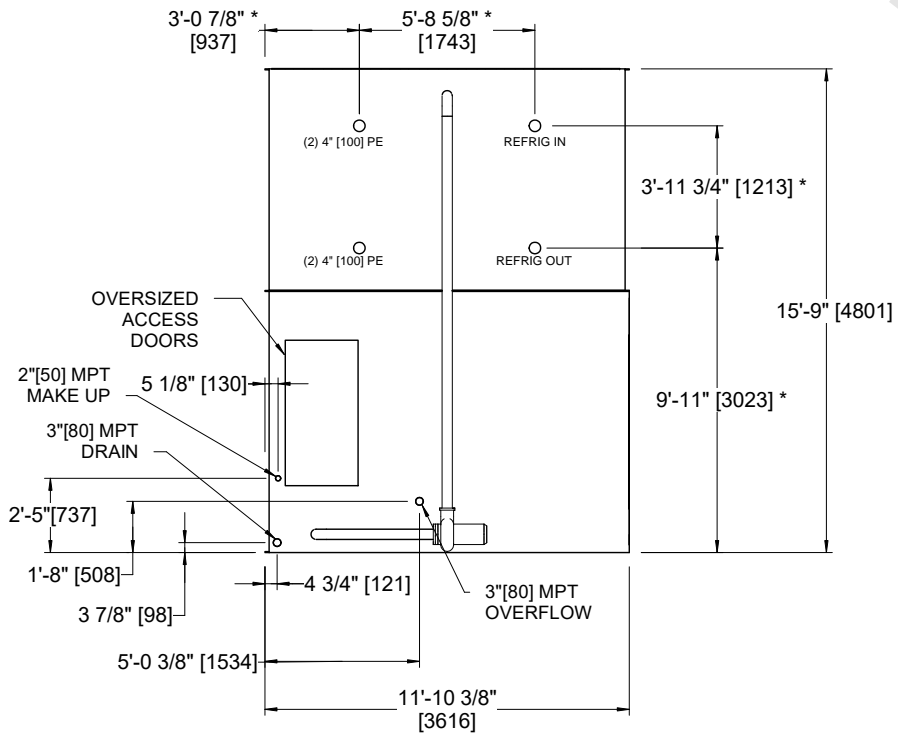 3'-0 7/8" *
[937]
5'-8 5/8" *
[1743]
(2) 4" [100] PE
REFRIG IN
3'-11 3/4" [1213] *
(2) 4" [100] PE
REFRIG OUT
OVERSIZED
ACCESS
DOORS
15'-9" [4801]
2"[50] MPT
MAKE UP
5 1/8" [130]
9'-11" [3023] *
3"[80] MPT
DRAIN
2'-5"[737]
1'-8" [508]
4 3/4" [121]
3"[80] MPT
OVERFLOW
3 7/8" [98]
5'-0 3/8" [1534]
11'-10 3/8"
[3616]